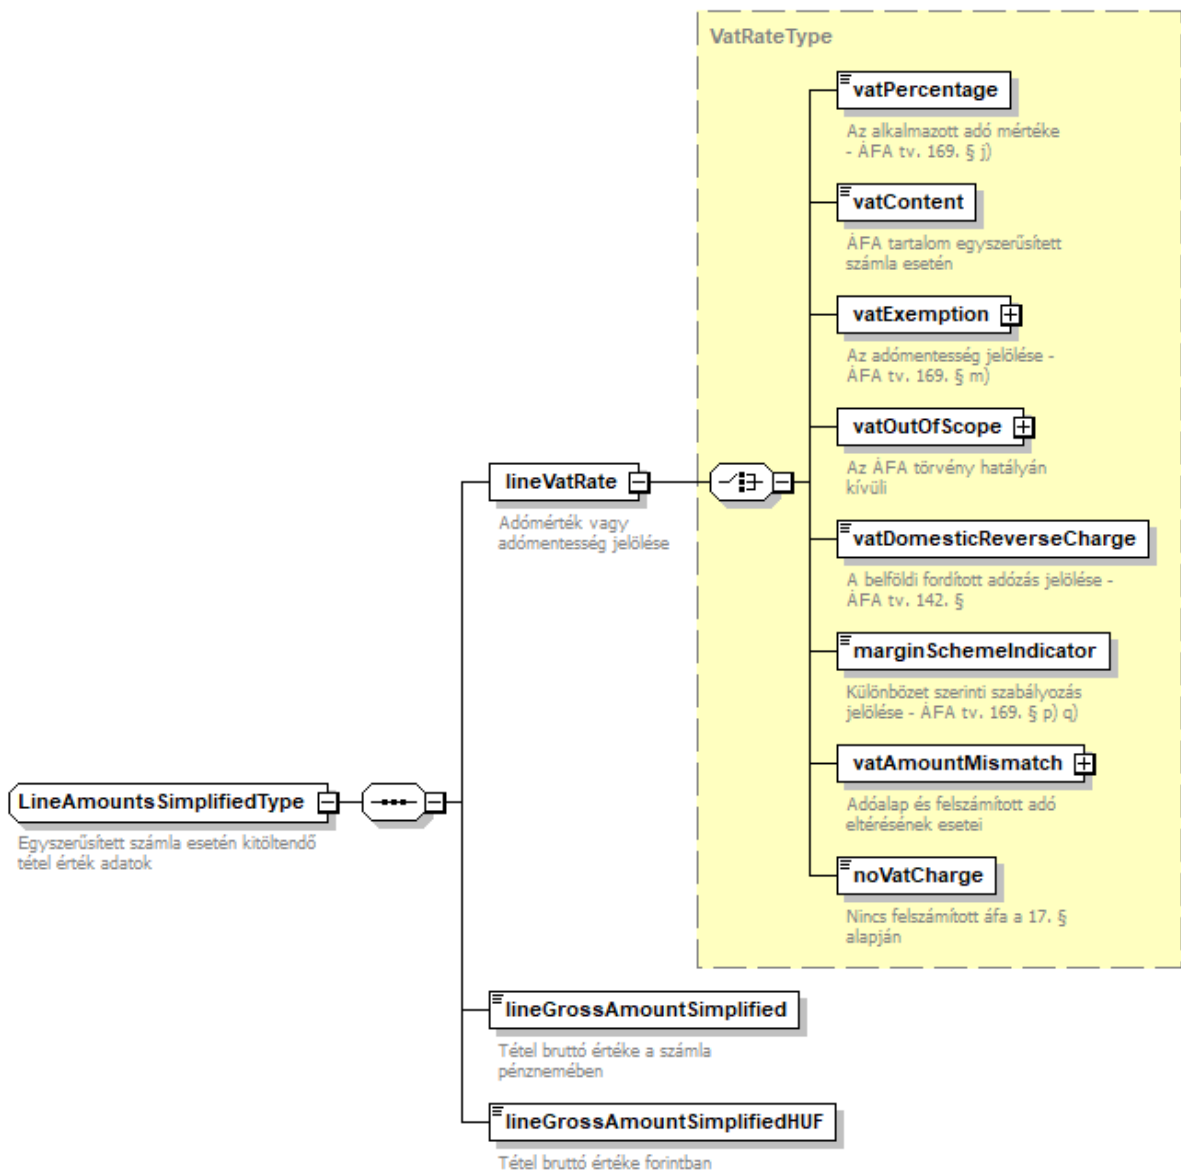 VatRateType
vatPercentage
Az alkalmazott adó mértéke
- ÁFA tv. 169. § j)
vatContent
ÁFA tartalom egyszerűsített
számla esetén
vatExemption
Az adómentesség jelölése -
ÁFA tv. 169. § m)
vatOutOfScope
Az ÁFA törvény hatályán
kívüli
lineVatRate
Adómérték vagy
adómentesség jelölése
vatDomesticReverseCharge
A belföldi fordított adózás jelölése -
ÁFA tv. 142. §
marginSchemeIndicator
Különbözet szerinti szabályozás
jelölése - ÁFA tv. 169. § p) q)
vatAmountMismatch
Adóalap és felszámított adó
eltérésének esetei
LineAmountsSimplifiedType
Egyszerűsített számla esetén kitöltendő
tétel érték adatok
noVatCharge
Nincs felszámított áfa a 17. §
alapján
lineGrossAmountSimplified
Tétel bruttó értéke a számla
pénznemében
lineGrossAmountSimplifiedHUF
Tétel bruttó értéke forintban